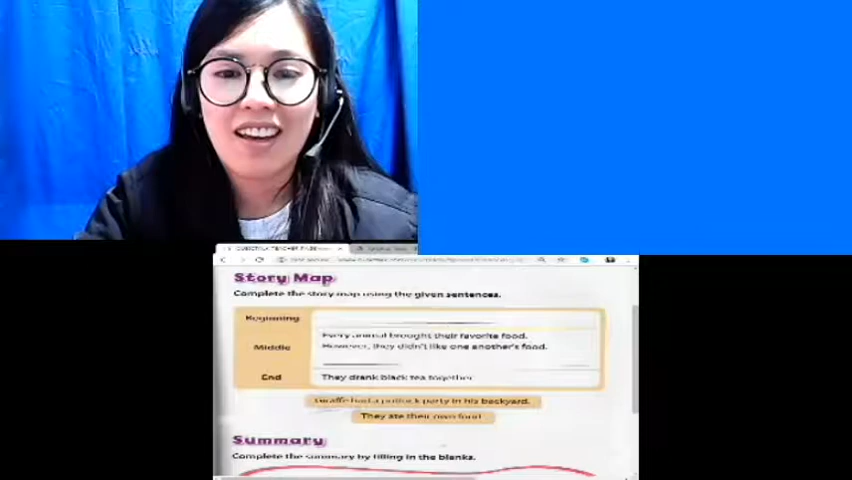 Story Map
Complete the story map using the given sentences.
Beginning
Every animal brought their favorite food.
Middle
However, they didn't like one another's food.
End
They drank black tea together.
Giraffe had a potluck party in his backyard.
They ate their own food.
Summary
Complete the summary by filling in the blanks.